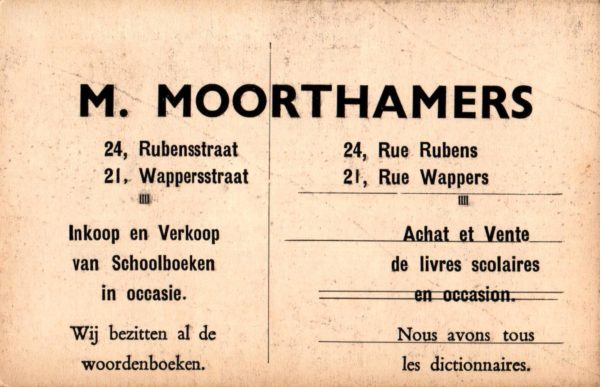 M. MOORTHAMERS
24, Rubensstraat
21, Wappersstraat
Inkoop en Verkoop
van Schoolboeken
in occasie.
Wij bezitten al de
woordenboeken.
24, Rue Rubens
21, Rue Wappers
Achat et Vente
de livres scolaires
en occasion.
Nous avons tous
les dictionnaires.